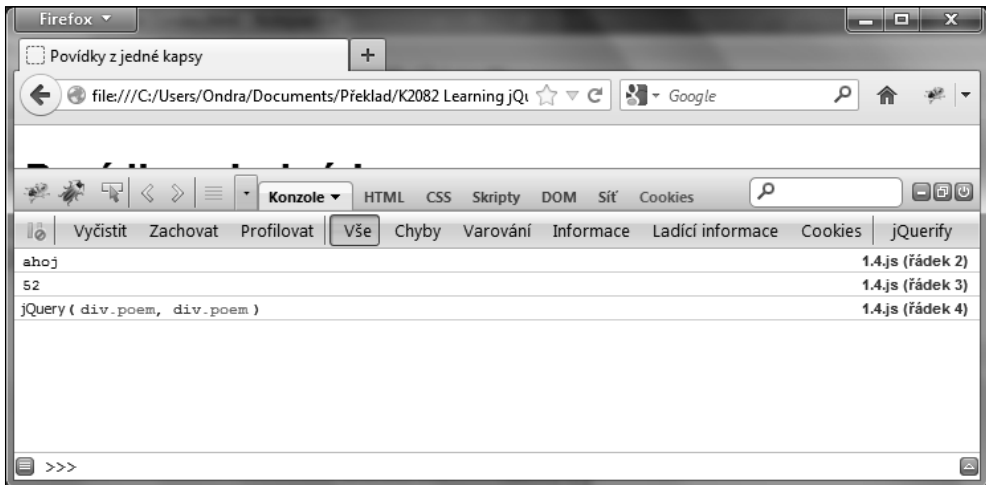 Firefox
Povídky z jedné kapsy
file:///C:/Users/Ondra/Documents/Překlad/K2082 Learning jQu
Google
Konzole HTML CSS Skripty DOM Síť Cookies
Vyčistit Zachovat Profilovat Vše Chyby Varování Informace Ladící informace Cookies jQuerify
ahoj 1.4.js (řádek 2)
52 1.4.js (řádek 3)
jQuery ( div.poem, div.poem ) 1.4.js (řádek 4)
>>>